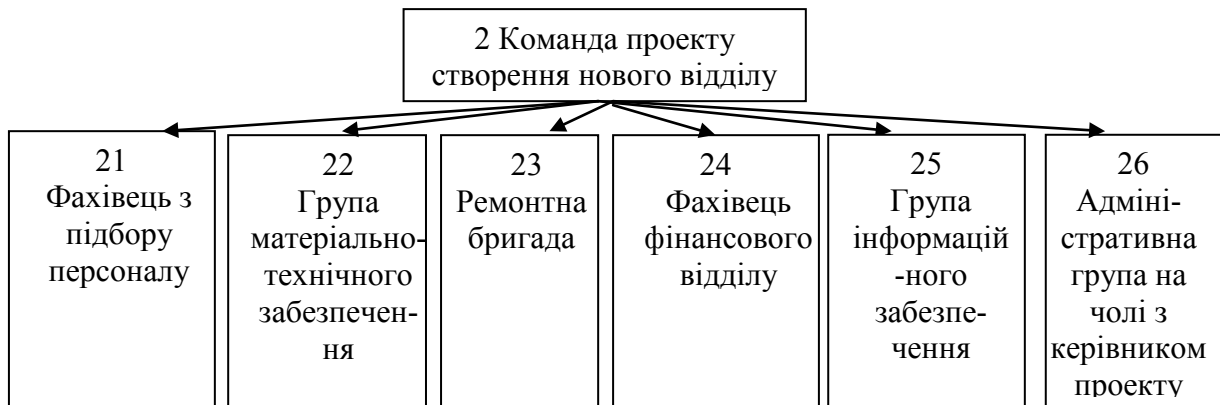 2 Команда проекту
створення нового відділу
21
Фахівець з
підбору
персоналу
22
Група
матеріально-
технічного
забезпечен-
ня
23
Ремонтна
бригада
24
Фахівець
фінансового
відділу
25
Група
інформацій
-ного
забезпе-
чення
26
Адміні-
стративна
група на
чолі з
керівником
проекту